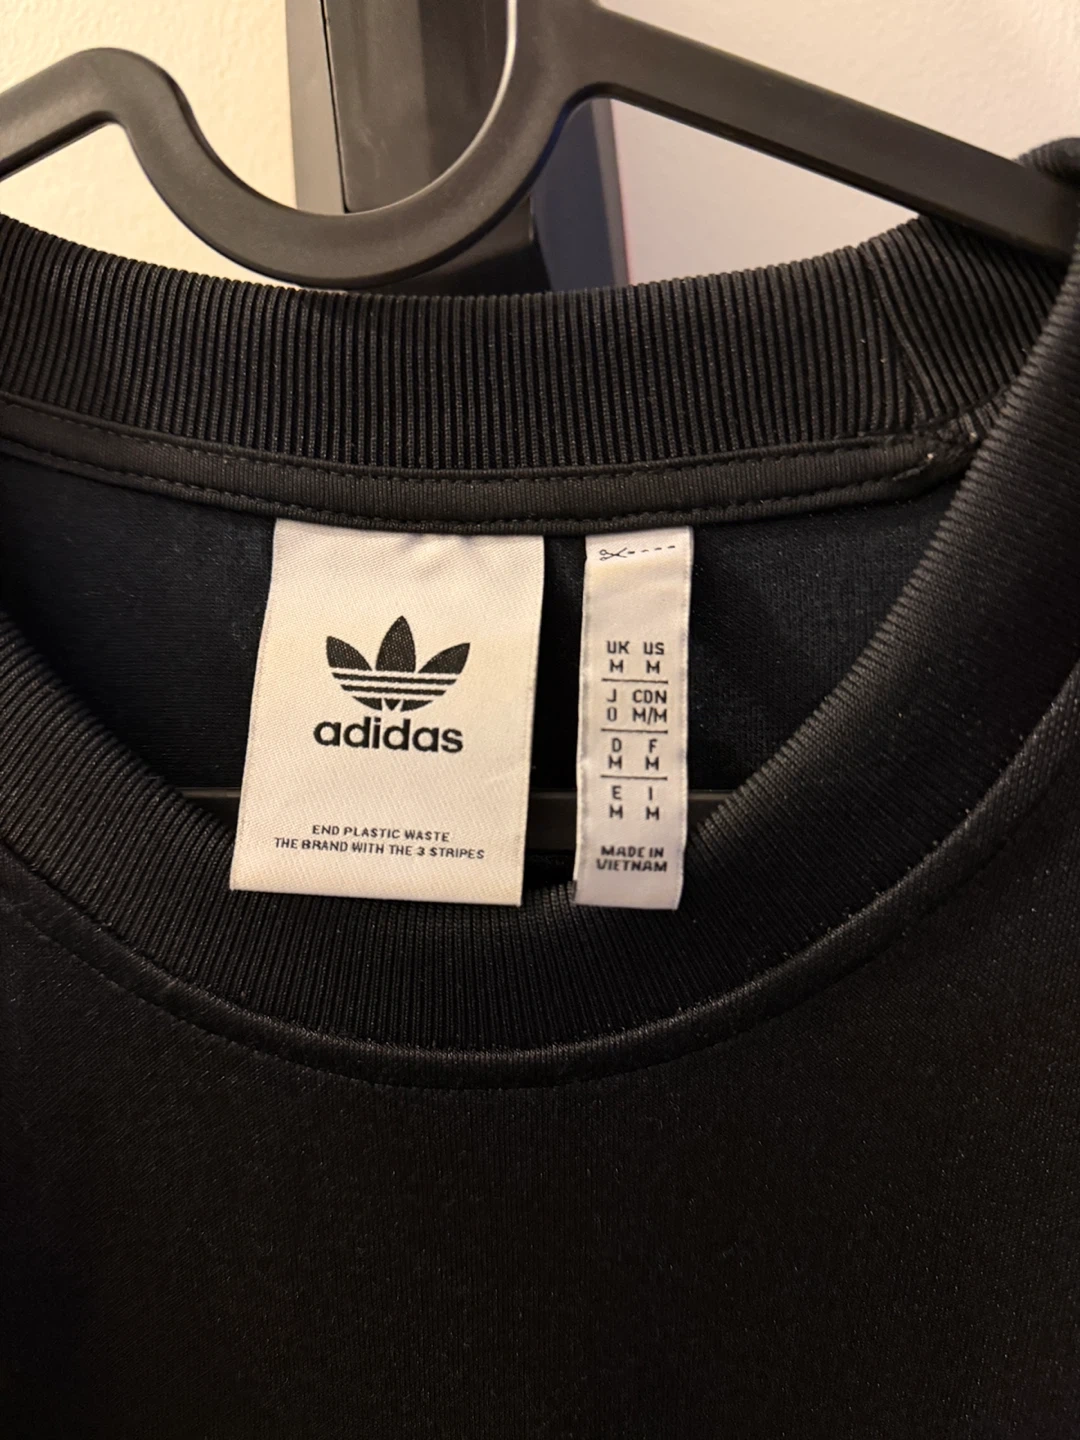 adidas
END PLASTIC WASTE
THE BRAND WITH THE 3 STRIPES
UK US
M M
J CDN
O M/M
D F
M M
E I
M M
MADE IN
VIETNAM